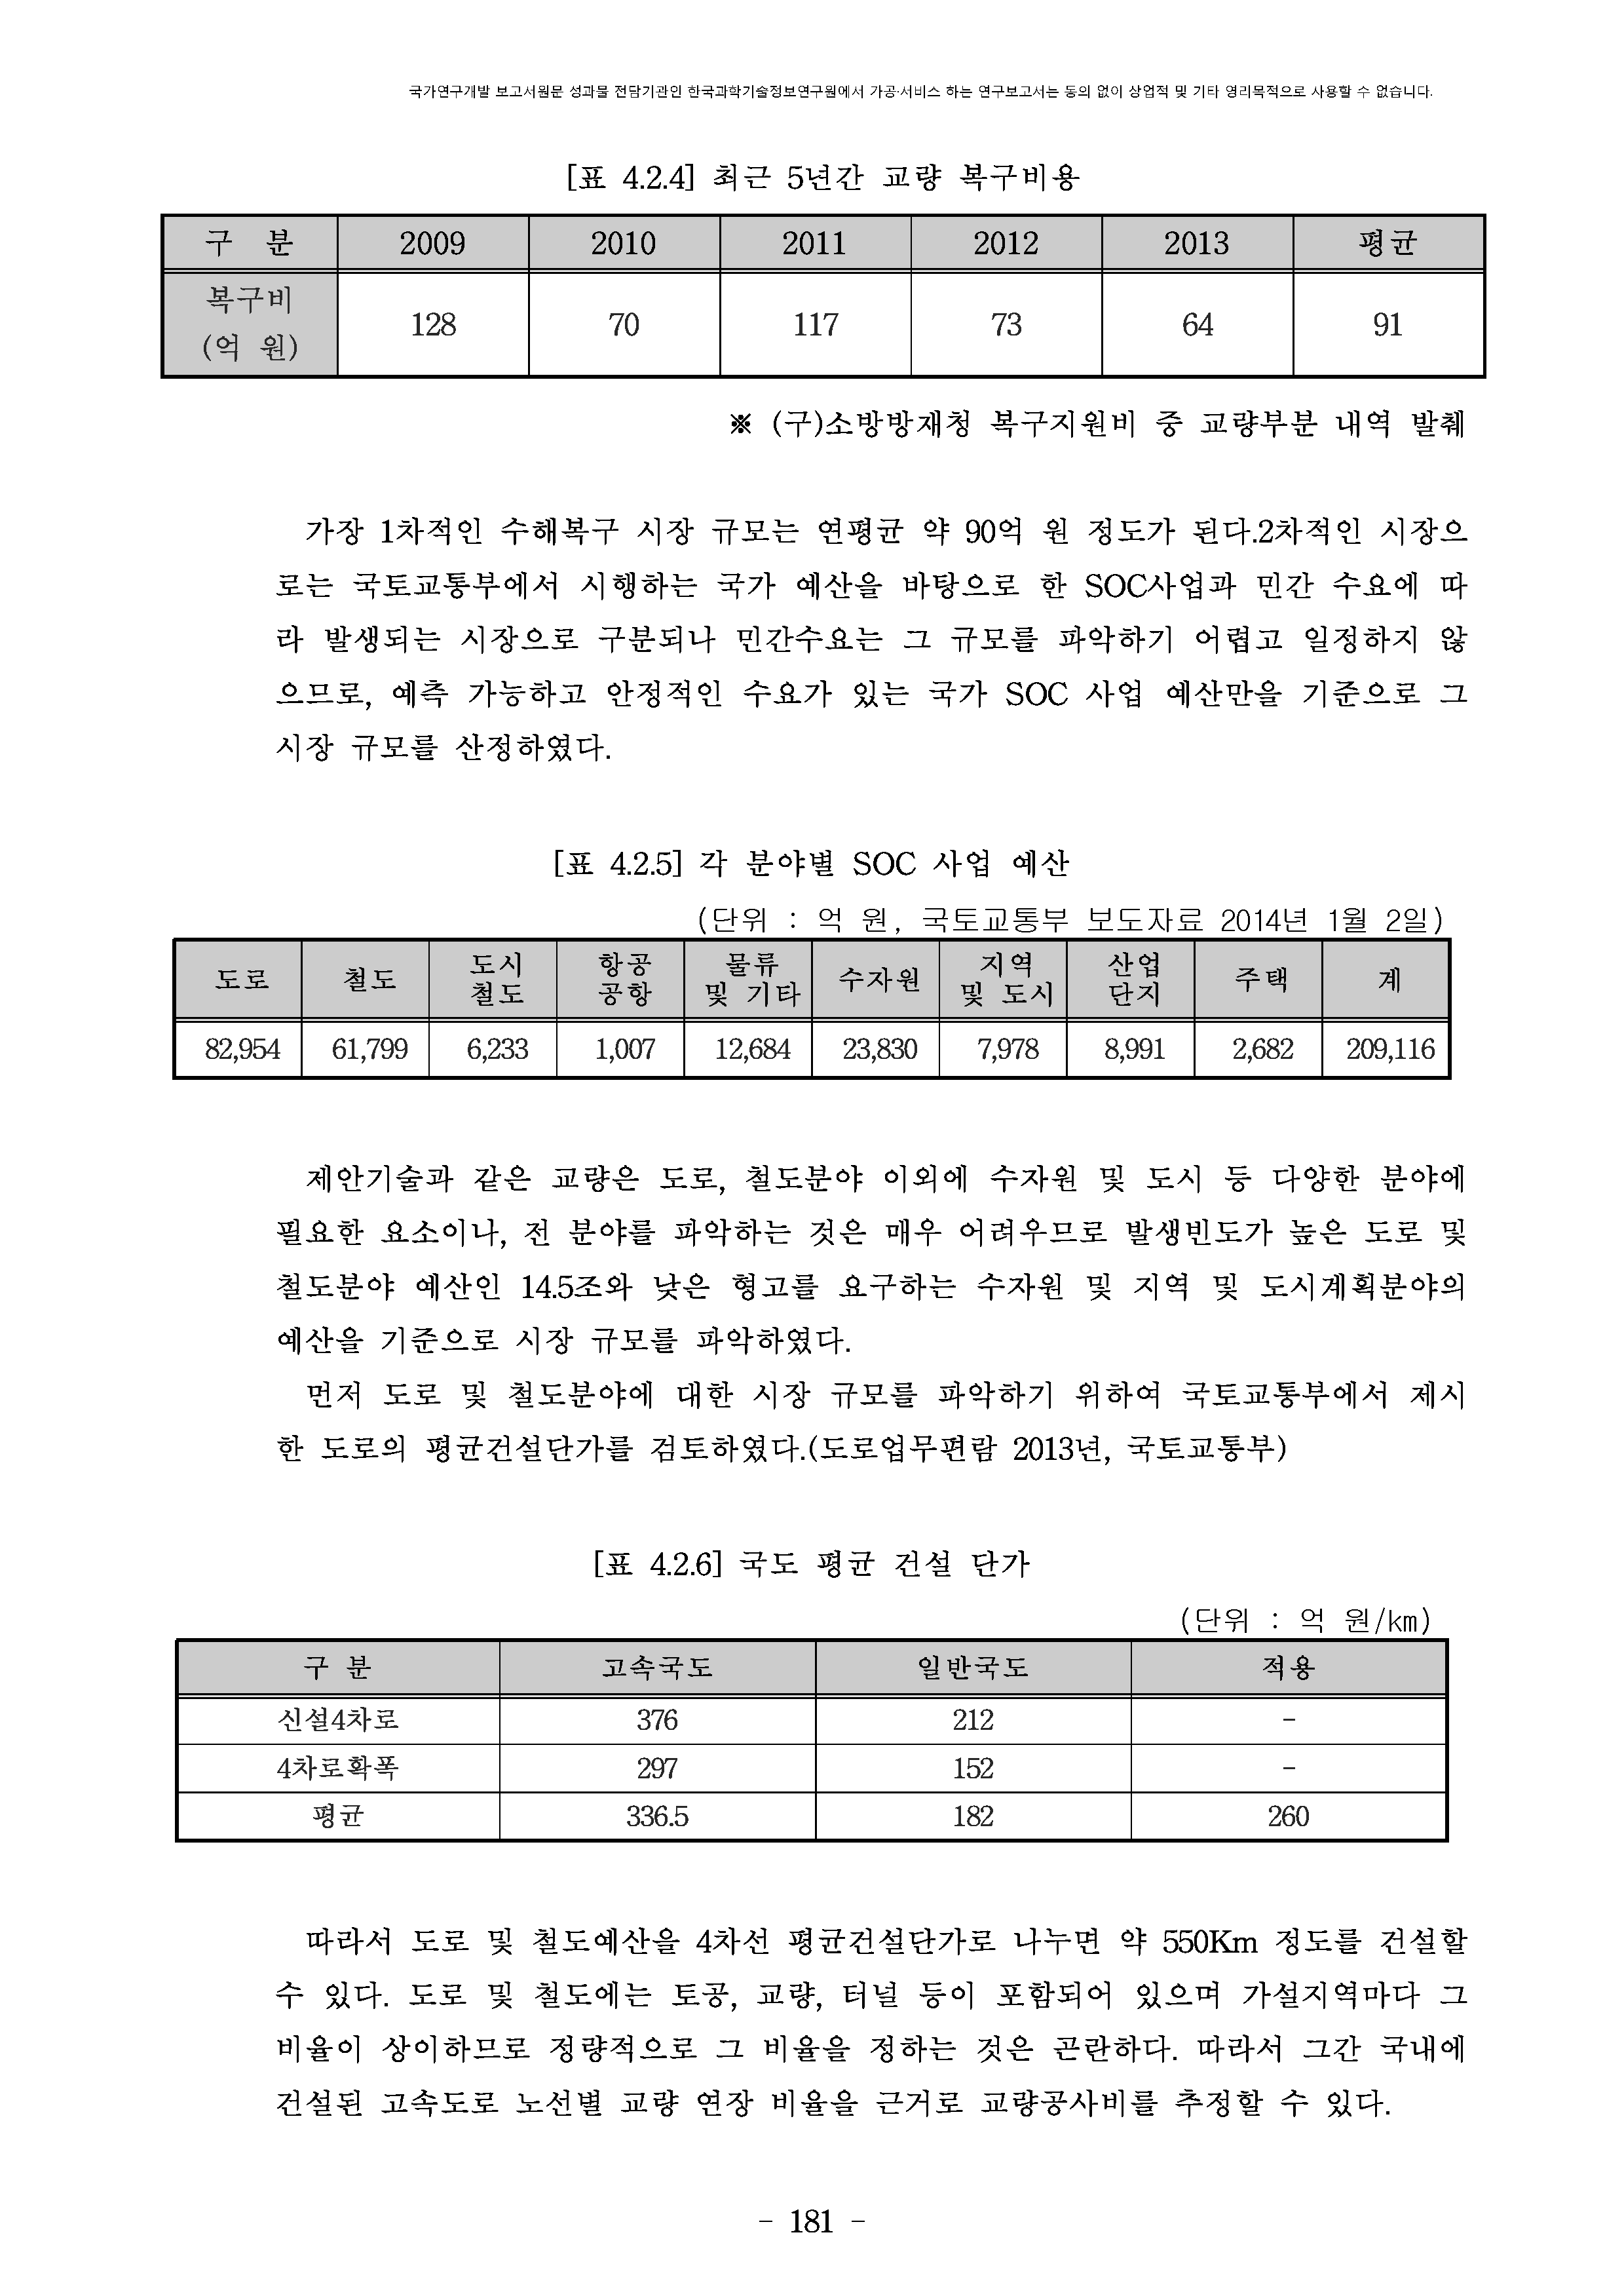 국가연구개발 보고서원문 성과물 전담기관인 한국과학기술정보연구원에서 가공·서비스 하는 연구보고서는 동의 없이 상업적 및 기타 영리목적으로 사용할 수 없습니다.
[표 4.2.4] 최근 5년간 교량 복구비용
구 분 2009 2010 2011 2012 2013 평균
복구비
(억 원) 128 70 117 73 64 91
※ (구)소방방재청 복구지원비 중 교량부분 내역 발췌
가장 1차적인 수해복구 시장 규모는 연평균 약 90억 원 정도가 된다.2차적인 시장으
로는 국토교통부에서 시행하는 국가 예산을 바탕으로 한 SOC사업과 민간 수요에 따
라 발생되는 시장으로 구분되나 민간수요는 그 규모를 파악하기 어렵고 일정하지 않
으므로, 예측 가능하고 안정적인 수요가 있는 국가 SOC 사업 예산만을 기준으로 그
시장 규모를 산정하였다.
[표 4.2.5] 각 분야별 SOC 사업 예산
(단위 : 억 원, 국토교통부 보도자료 2014년 1월 2일)
도로 철도 도시 철도 항공 공항 물류 및 기타 수자원 지역 및 도시 산업 단지 주택 계
82,954 61,799 6,233 1,007 12,684 23,830 7,978 8,991 2,682 209,116
제안기술과 같은 교량은 도로, 철도분야 이외에 수자원 및 도시 등 다양한 분야에
필요한 요소이나, 전 분야를 파악하는 것은 매우 어려우므로 발생빈도가 높은 도로 및
철도분야 예산인 14.5조와 낮은 형고를 요구하는 수자원 및 지역 및 도시계획분야의
예산을 기준으로 시장 규모를 파악하였다.
먼저 도로 및 철도분야에 대한 시장 규모를 파악하기 위하여 국토교통부에서 제시
한 도로의 평균건설단가를 검토하였다.(도로업무편람 2013년, 국토교통부)
[표 4.2.6] 국도 평균 건설 단가
(단위 : 억 원/km)
구 분 고속국도 일반국도 적용
신설4차로 376 212 -
4차로확폭 297 152 -
평균 336.5 182 260
따라서 도로 및 철도예산을 4차선 평균건설단가로 나누면 약 550Km 정도를 건설할
수 있다. 도로 및 철도에는 토공, 교량, 터널 등이 포함되어 있으며 가설지역마다 그
비율이 상이하므로 정량적으로 그 비율을 정하는 것은 곤란하다. 따라서 그간 국내에
건설된 고속도로 노선별 교량 연장 비율을 근거로 교량공사비를 추정할 수 있다.
- 181 -